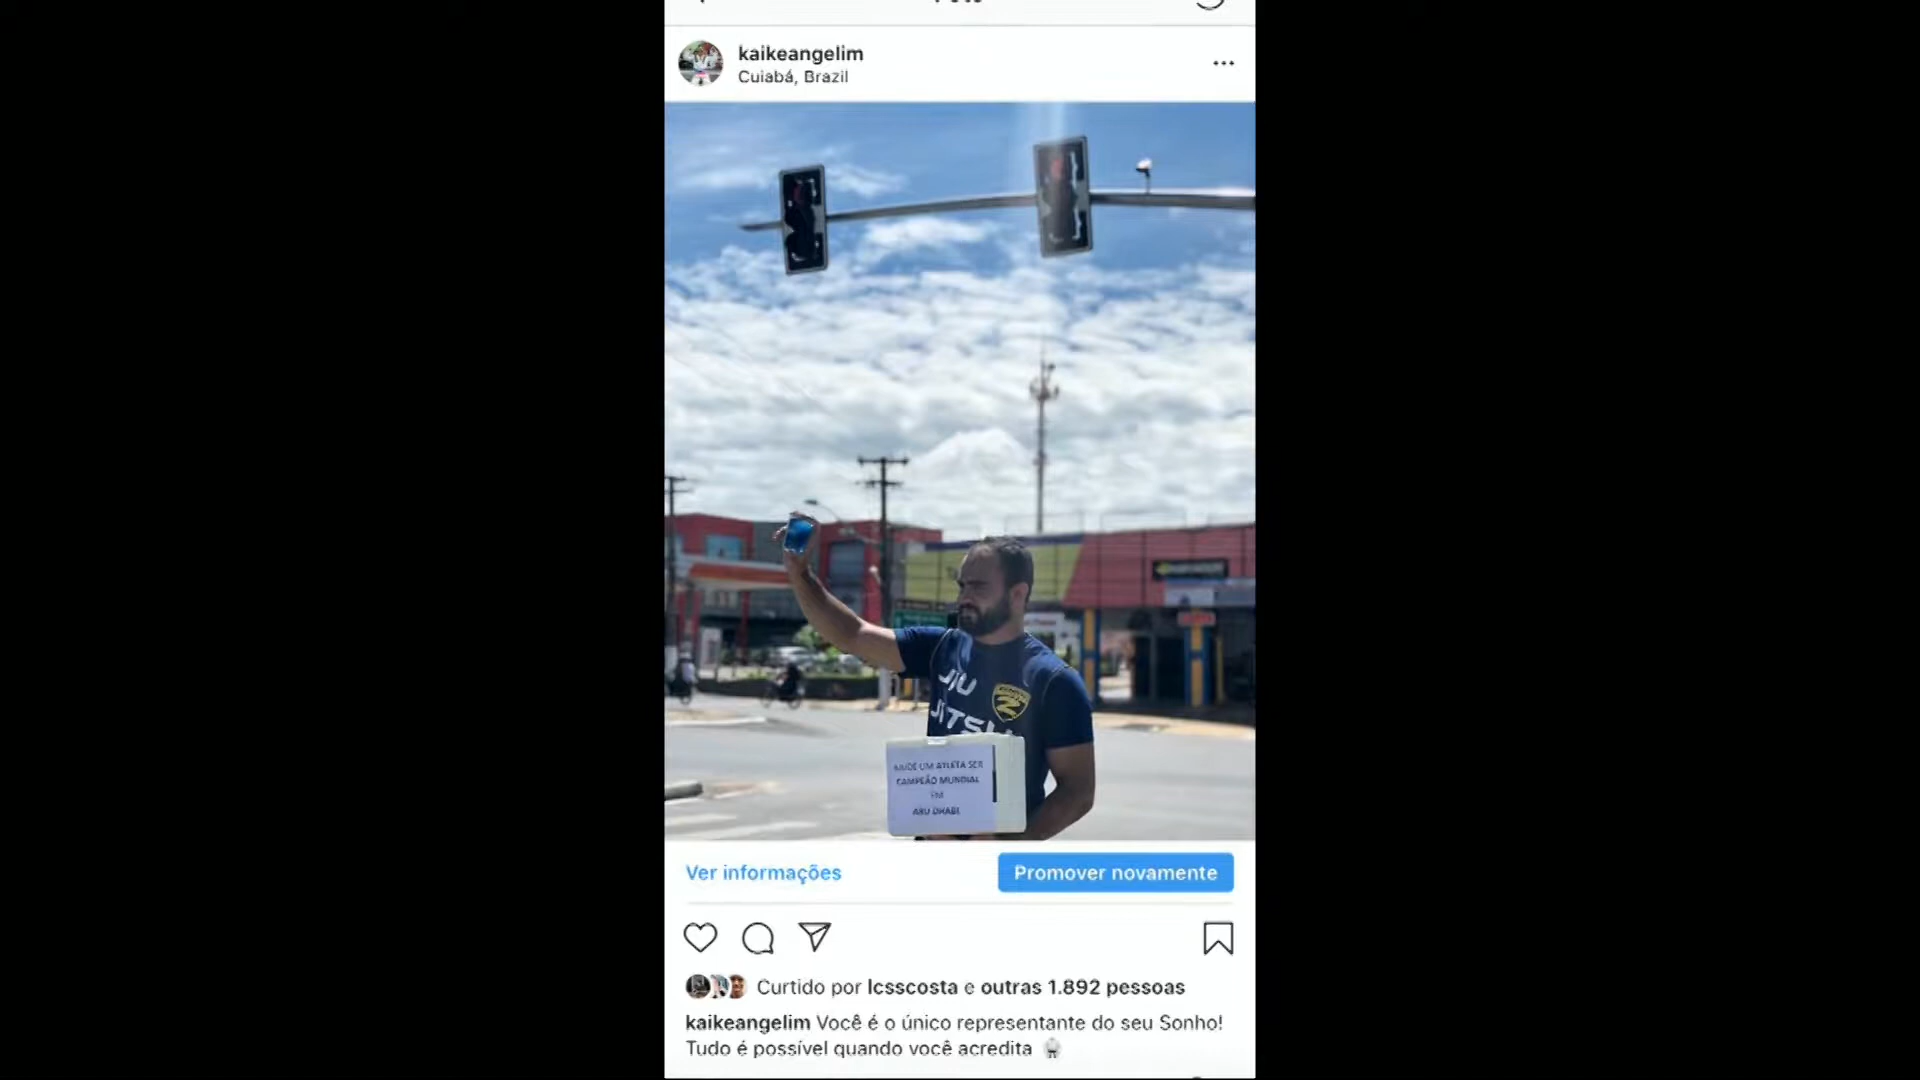 kaikeangelim
Cuiabá, Brazil
JIU
AJUDE UM ATLETA SER
CAMPEÃO MUNDIAL
EM
ABU DHABI
Ver informações
Promover novamente
Curtido por lcsscosta e outras 1.892 pessoas
kaikeangelim Você é o único representante do seu Sonho!
Tudo é possível quando você acredita